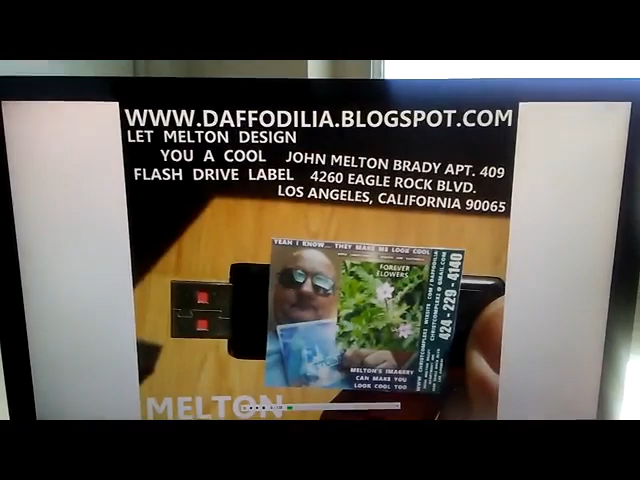 WWW.DAFFODILIA.BLOGSPOT.COM
LET MELTON DESIGN
YOU A COOL
FLASH DRIVE LABEL
JOHN MELTON BRADY APT. 409
4260 EAGLE ROCK BLVD.
LOS ANGELES, CALIFORNIA 90065
YEAH I KNOW... THEY MAKE ME LOOK COOL
FOREVER
FLOWERS
MELTON'S IMAGERY
CAN MAKE YOU
LOOK COOL TOO
424-229-4140
MELTON